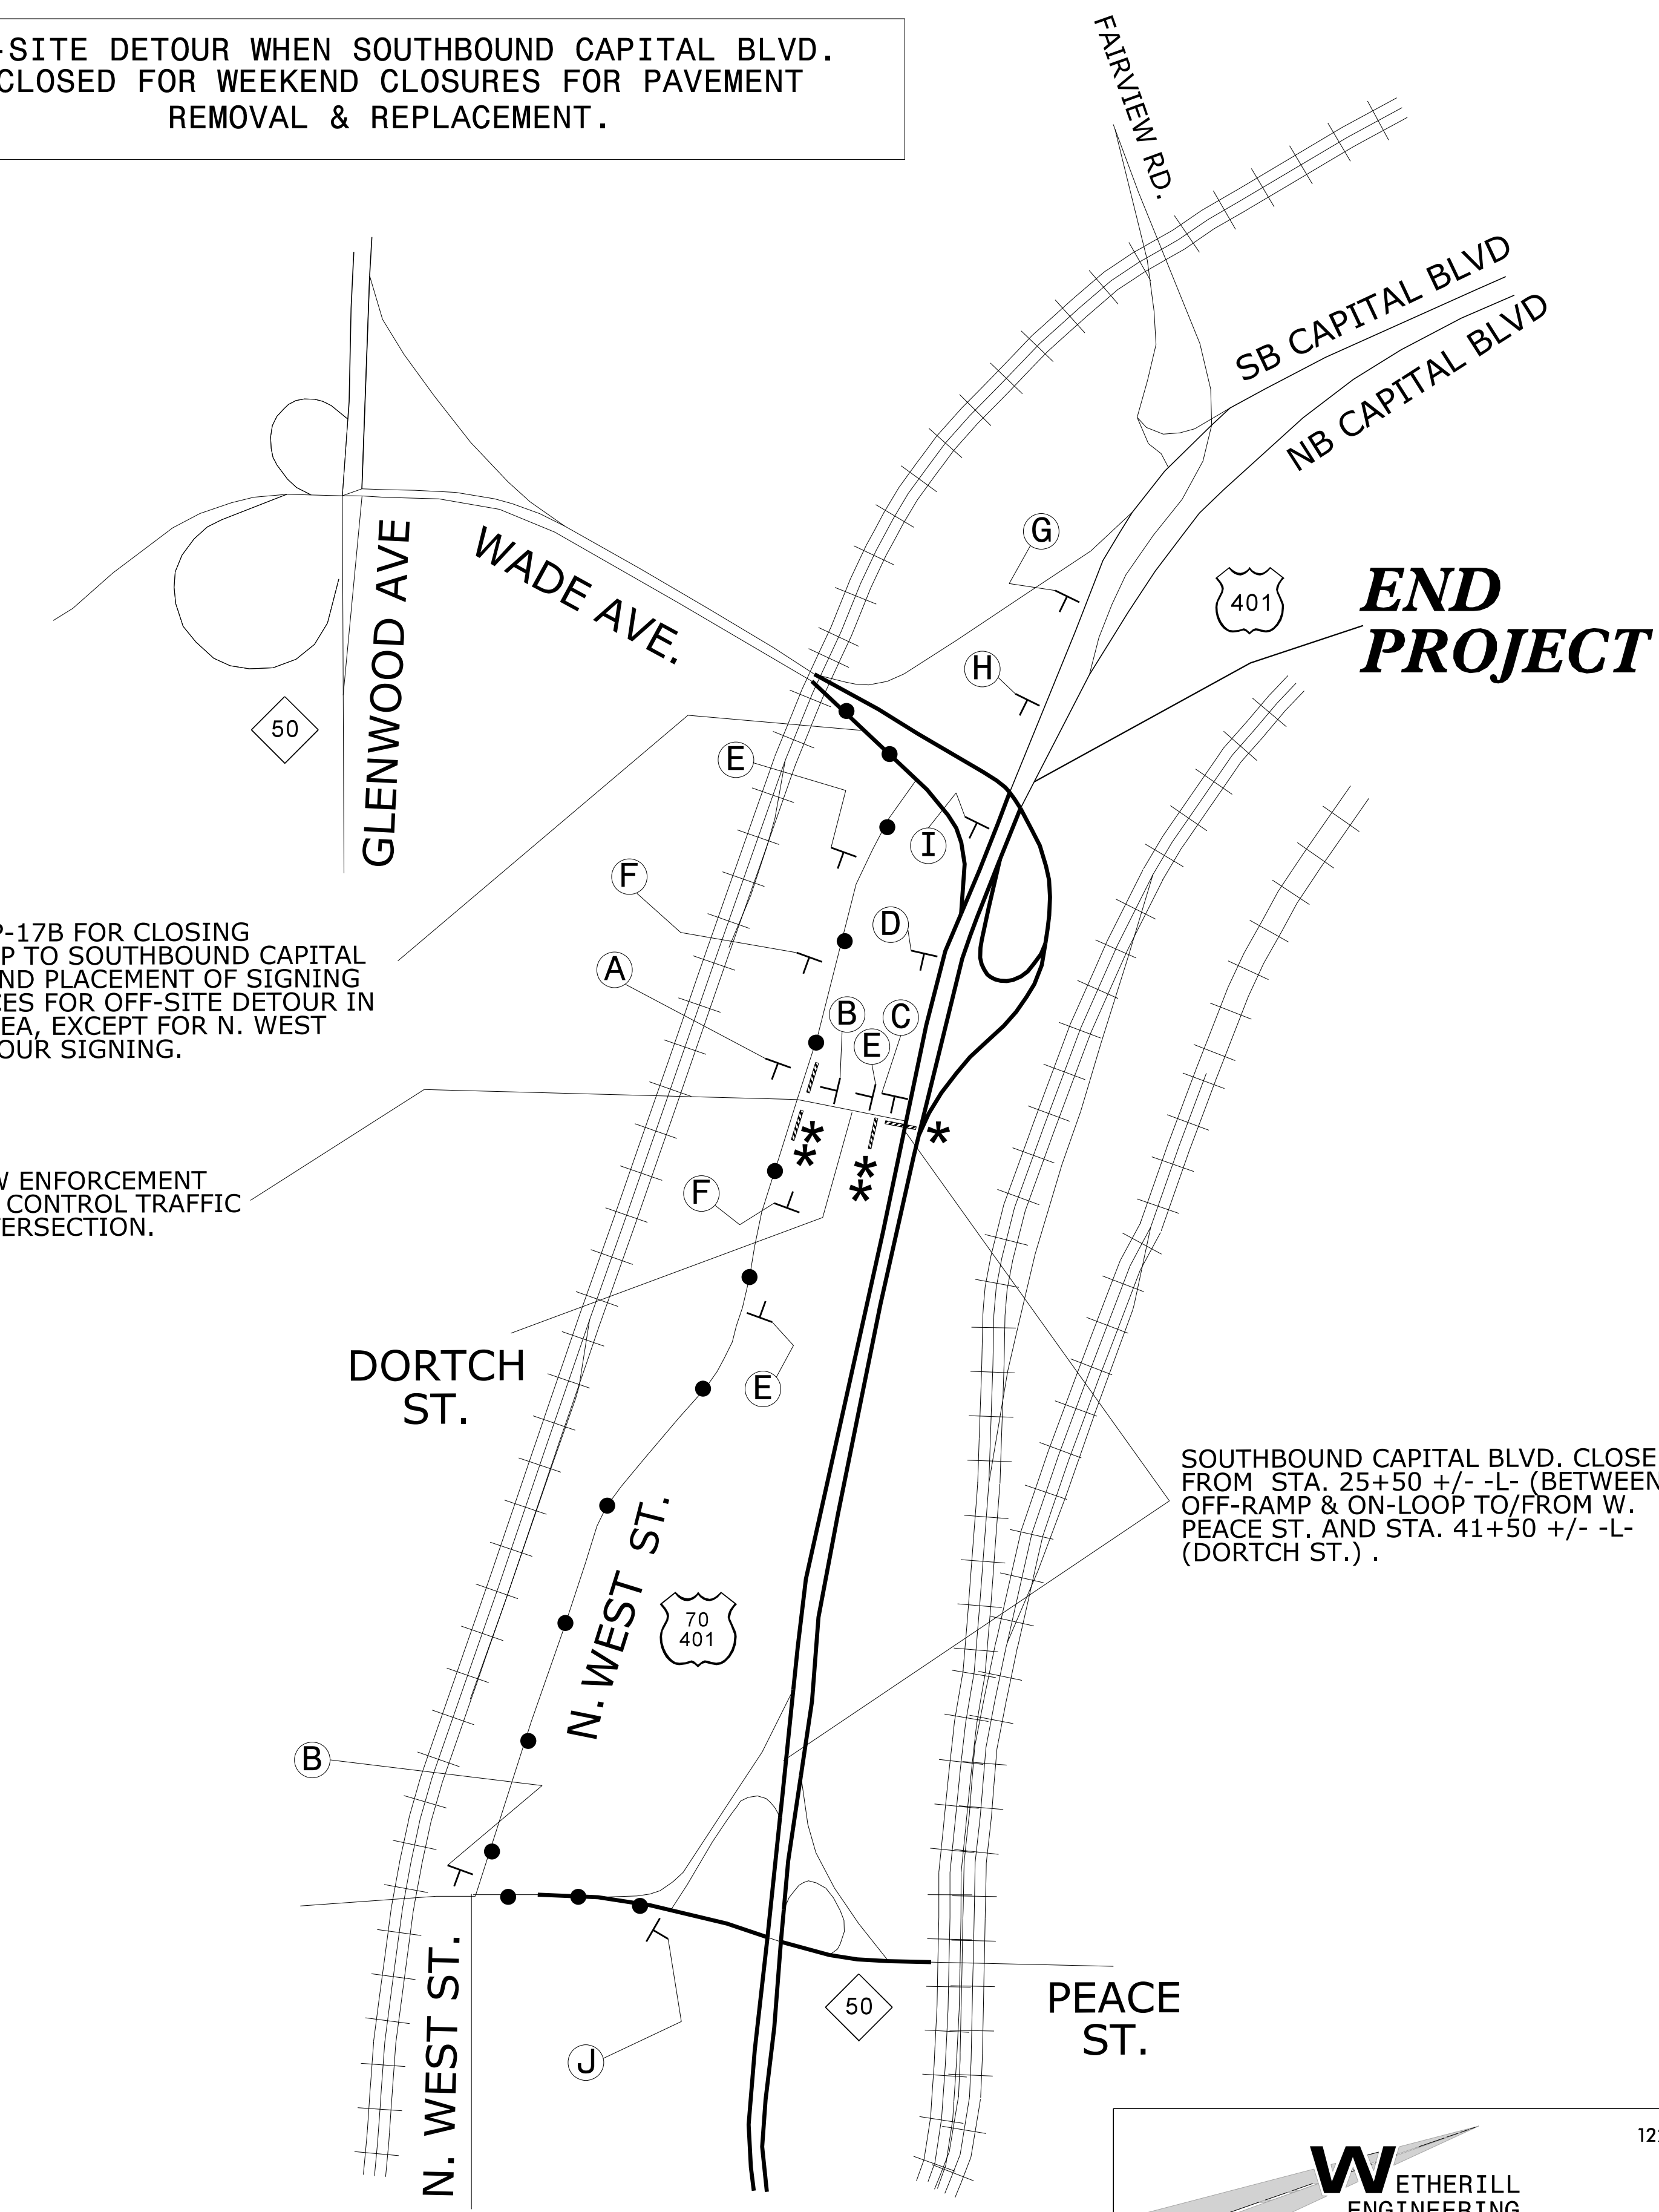 -SITE DETOUR WHEN SOUTHBOUND CAPITAL BLVD.
CLOSED FOR WEEKEND CLOSURES FOR PAVEMENT
REMOVAL & REPLACEMENT.
FAIRVIEW RD.
SB CAPITAL BLVD
NB CAPITAL BLVD
G
401
END
PROJECT
WADE AVE.
GLENWOOD AVE
H
50
E
I
F
D
A
P-17B FOR CLOSING
P TO SOUTHBOUND CAPITAL
ND PLACEMENT OF SIGNING
CES FOR OFF-SITE DETOUR IN
EA, EXCEPT FOR N. WEST
OUR SIGNING.
B
C
E
*
*
*
*
*
W ENFORCEMENT
CONTROL TRAFFIC
ERSECTION.
F
DORTCH
ST.
E
SOUTHBOUND CAPITAL BLVD. CLOSE
FROM STA. 25+50 +/- -L- (BETWEEN
OFF-RAMP & ON-LOOP TO/FROM W.
PEACE ST. AND STA. 41+50 +/- -L-
(DORTCH ST.) .
N. WEST ST.
70
401
B
N. WEST ST.
50
PEACE
ST.
J
12
WETHERILL
ENGINEERING